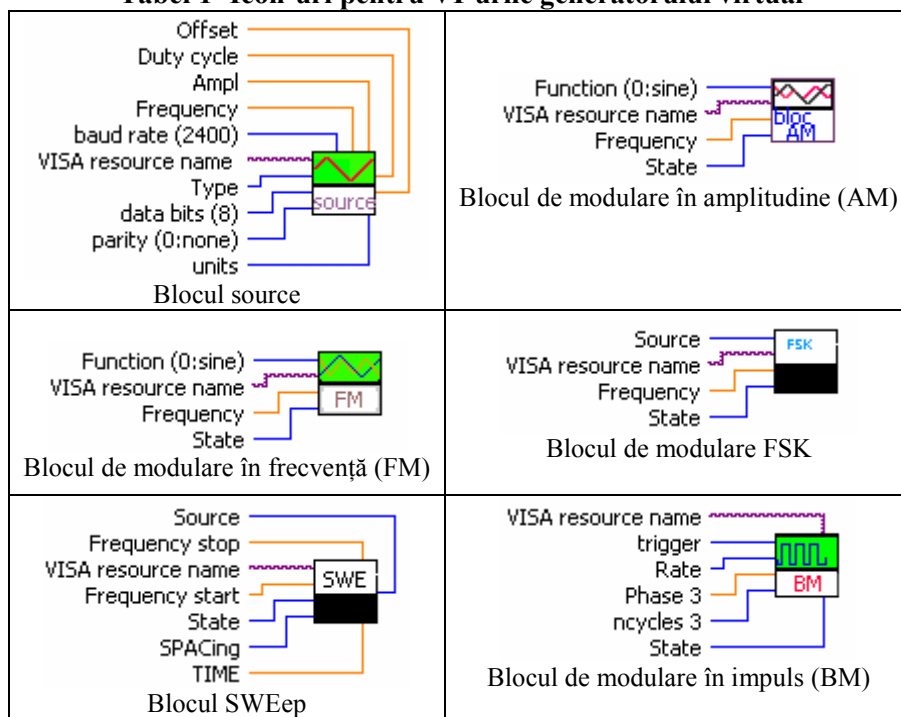 Tabel 1 Icon-uri pentru VI-urile generatorului virtual
Offset
Duty cycle
Ampl
Frequency
baud rate (2400)
VISA resource name
Type
data bits (8)
parity (0:none)
units
source
Blocul source
Function (0:sine)
VISA resource name
Frequency
State
bloc
AM
Blocul de modulare în amplitudine (AM)
Function (0:sine)
VISA resource name
Frequency
State
FM
Blocul de modulare în frecvență (FM)
Source
VISA resource name
Frequency
State
FSK
Blocul de modulare FSK
Source
Frequency stop
VISA resource name
Frequency start
State
SPACing
TIME
SWE
Blocul SWEep
VISA resource name
trigger
Rate
Phase 3
ncycles 3
State
BM
Blocul de modulare în impuls (BM)